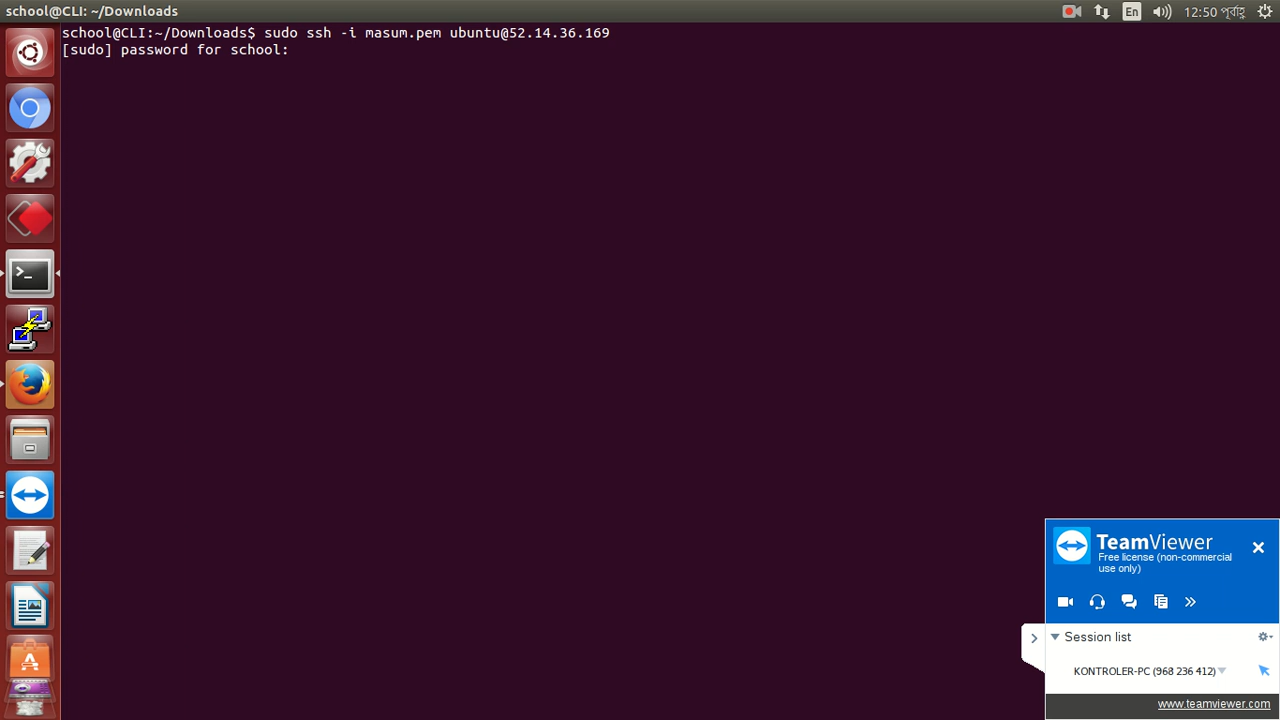 school@CLI: ~/Downloads
En
12:50 পূর্বাহ্ণ
school@CLI:~/Downloads$ sudo ssh -i masum.pem ubuntu@52.14.36.169
[sudo] password for school:
TeamViewer
Free license (non-commercial
use only)
Session list
KONTROLER-PC (968 236 412)
www.teamviewer.com